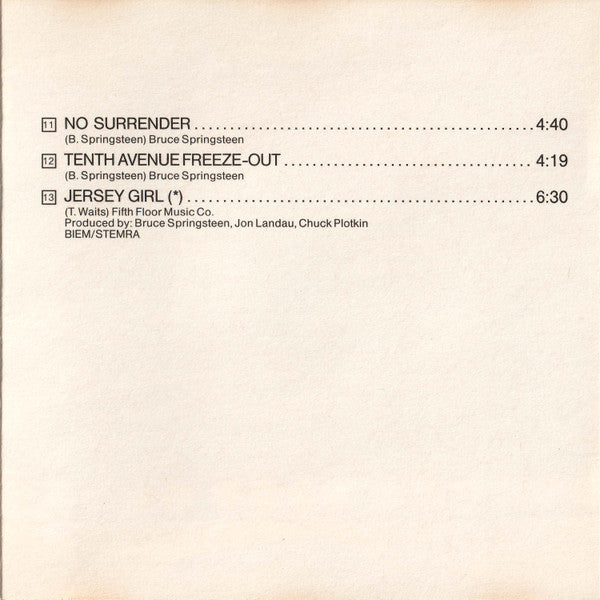 11 NO SURRENDER................................................4:40
(B. Springsteen) Bruce Springsteen
12 TENTH AVENUE FREEZE-OUT.................................. 4:19
(B. Springsteen) Bruce Springsteen
13 JERSEY GIRL (*)................................................6:30
(T. Waits) Fifth Floor Music Co.
Produced by: Bruce Springsteen, Jon Landau, Chuck Plotkin
BIEM/STEMRA